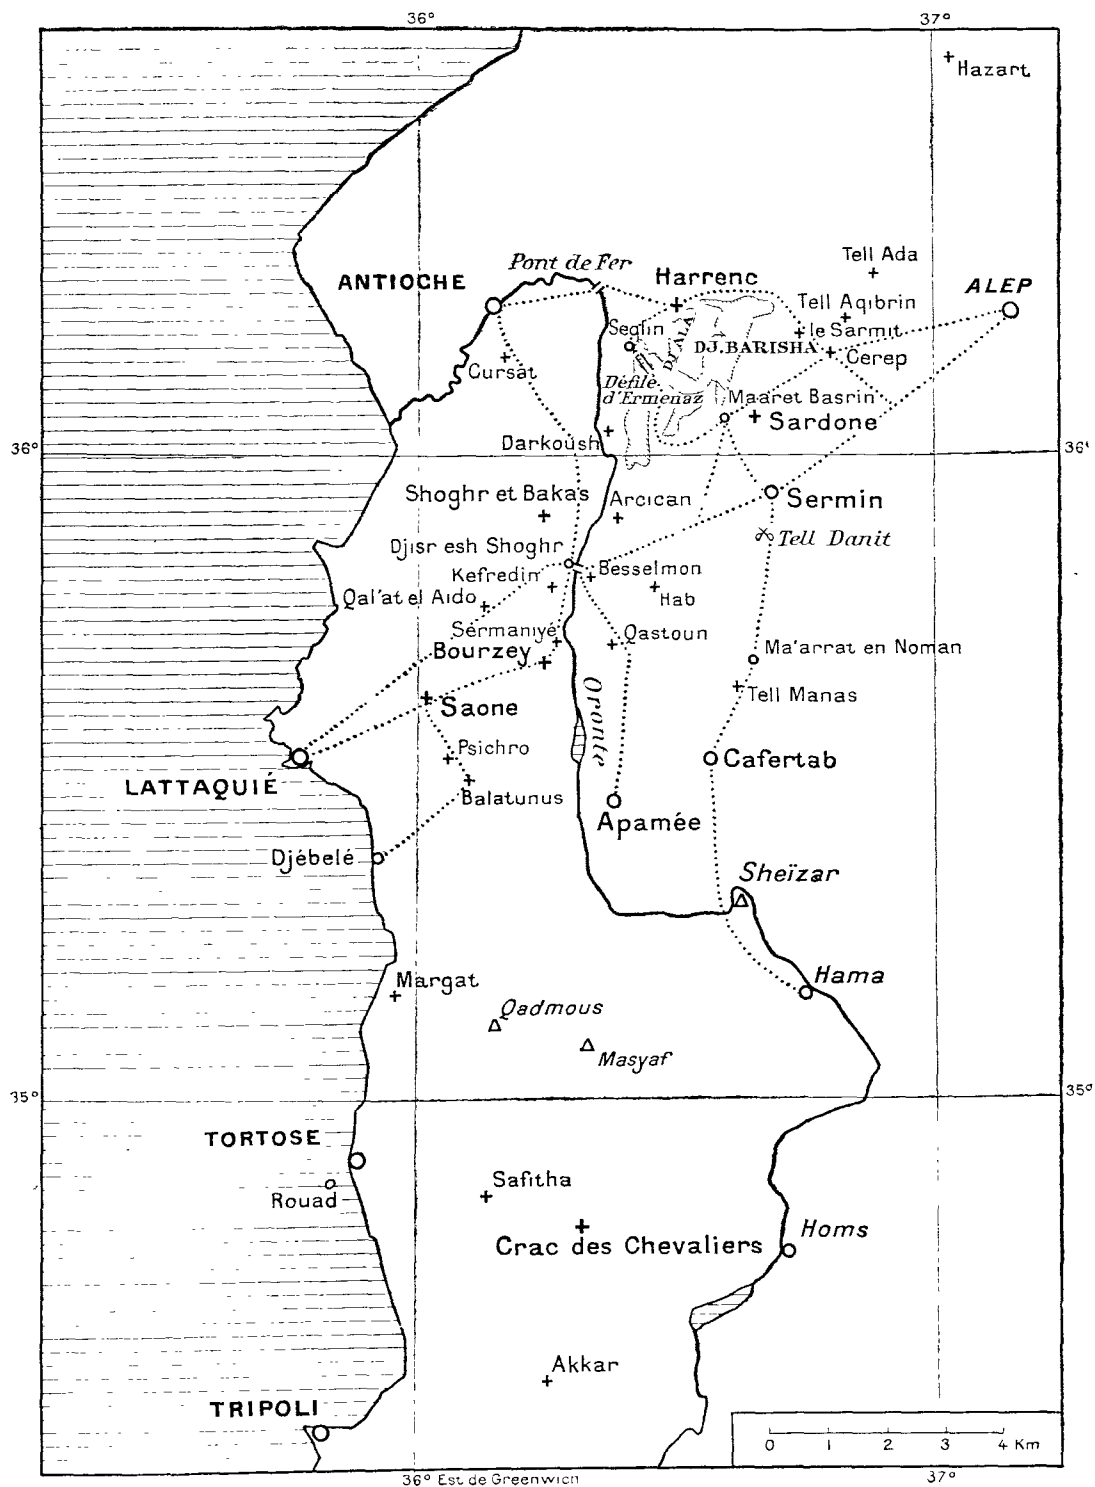 36°
37°
Hazart
Tell Ada
Pont de Fer
Harrenc
ALEP
ANTIOCHE
Tell Aqibrin
Seqlin
le Sarmit
DJ. ALA
DJ. BARISHA
Cerep
Cursat
Défilé
d'Ermenaz
Maaret Basrin
Sardone
Darkoush
36°
36°
Shoghr et Bakas
Arcican
Sermin
Tell Danit
Djisr esh Shoghr
Kefredin
Besselmon
Hab
Qal'at el Aïdo
Sermaniyé
Qastoun
Bourzey
Ma'arrat en Noman
Tell Manas
Oronte
Saone
Psichro
Cafertab
LATTAQUIÉ
Balatunus
Apamée
Djébelé
Sheïzar
Margat
Hama
Qadmous
Masyaf
35°
35°
TORTOSE
Safitha
Rouad
Homs
Crac des Chevaliers
Akkar
TRIPOLI
0 1 2 3 4 Km
36° Est de Greenwich
37°